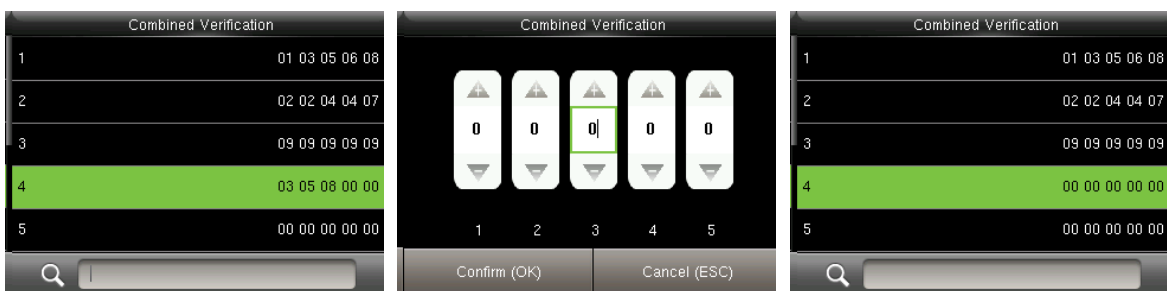 Combined Verification
1 01 03 05 06 08
2 02 02 04 04 07
3 09 09 09 09 09
4 03 05 08 00 00
5 00 00 00 00 00
Combined Verification
0 0 0 0 0
1 2 3 4 5
Confirm (OK) Cancel (ESC)
Combined Verification
1 01 03 05 06 08
2 02 02 04 04 07
3 09 09 09 09 09
4 00 00 00 00 00
5 00 00 00 00 00